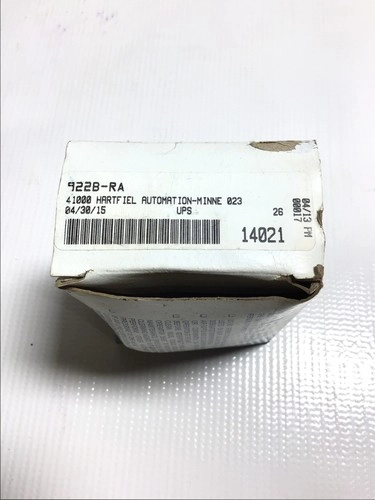 922B-RA
41000 HARTFIEL AUTOMATION-MINNE 023
04/30/15 UPS 26
14021
04/13 PM
00017